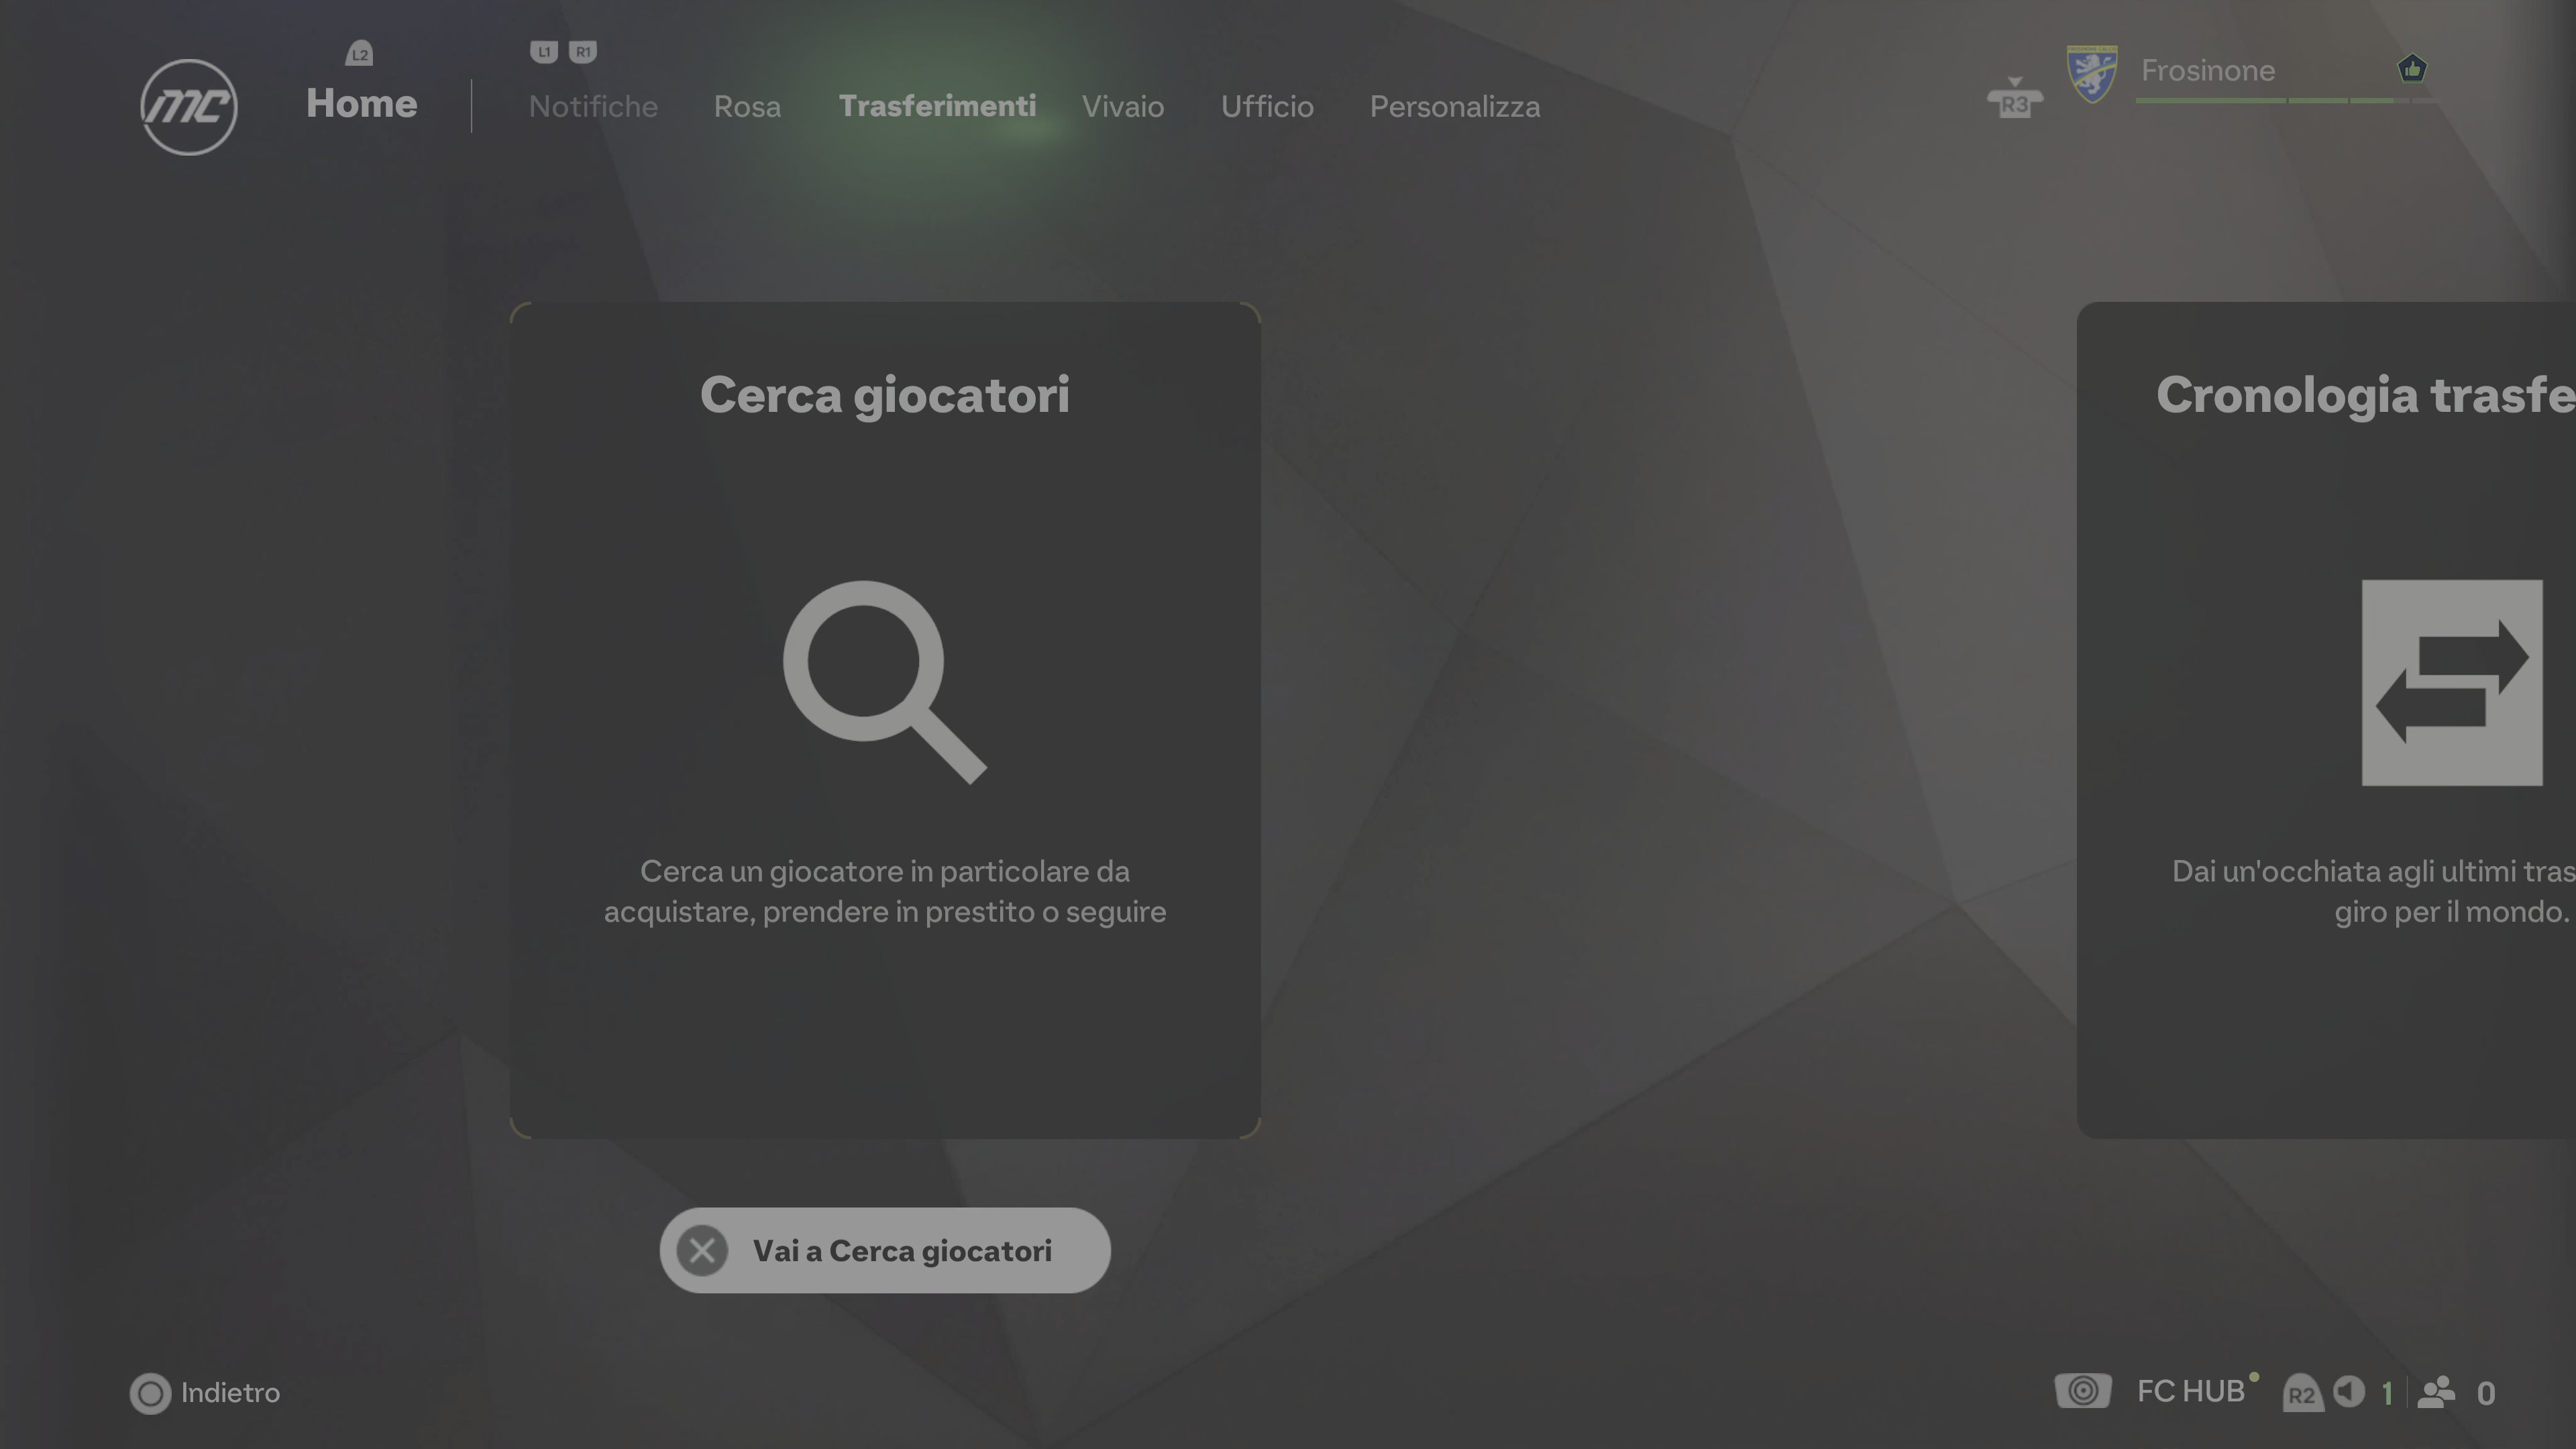 L2
L1 R1
MC
Home
Notifiche
Rosa
Trasferimenti
Vivaio
Ufficio
Personalizza
R3
Frosinone
Cerca giocatori
Cerca un giocatore in particolare da
acquistare, prendere in prestito o seguire
Cronologia trasfe
Dai un'occhiata agli ultimi tras
giro per il mondo.
Vai a Cerca giocatori
Indietro
FC HUB
R2
1
0